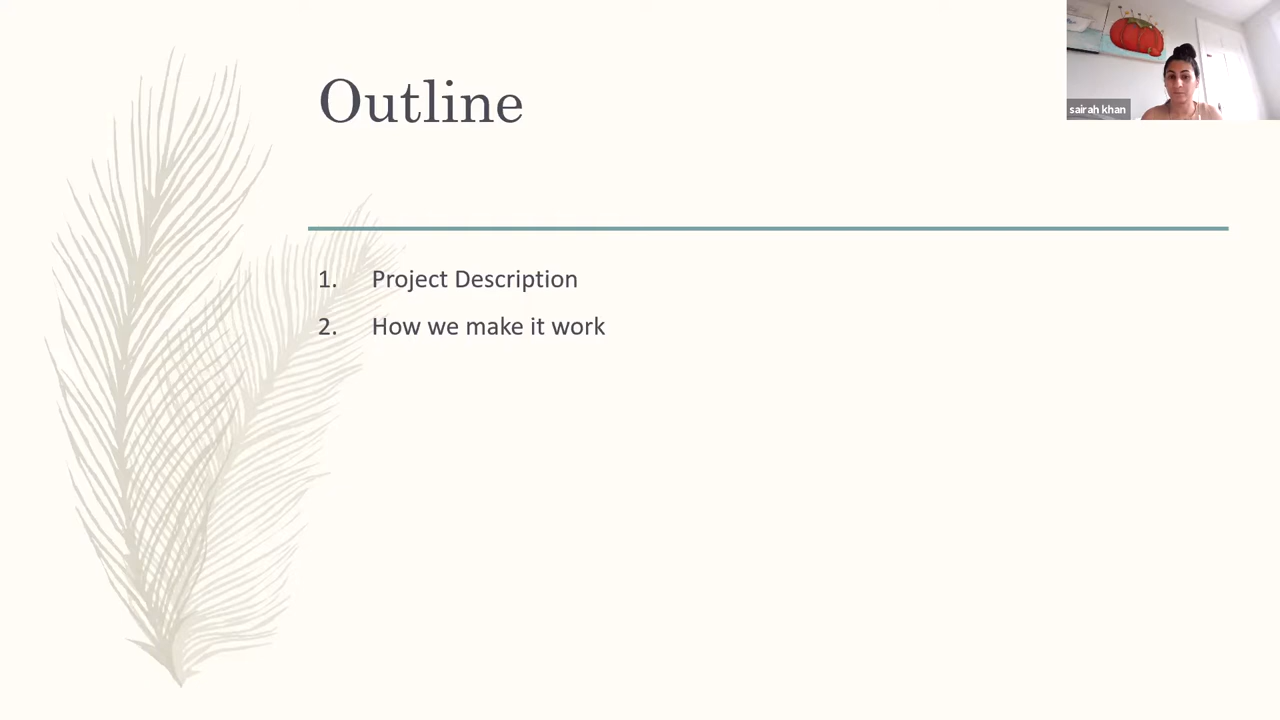 Outline
sairah khan
1. Project Description
2. How we make it work